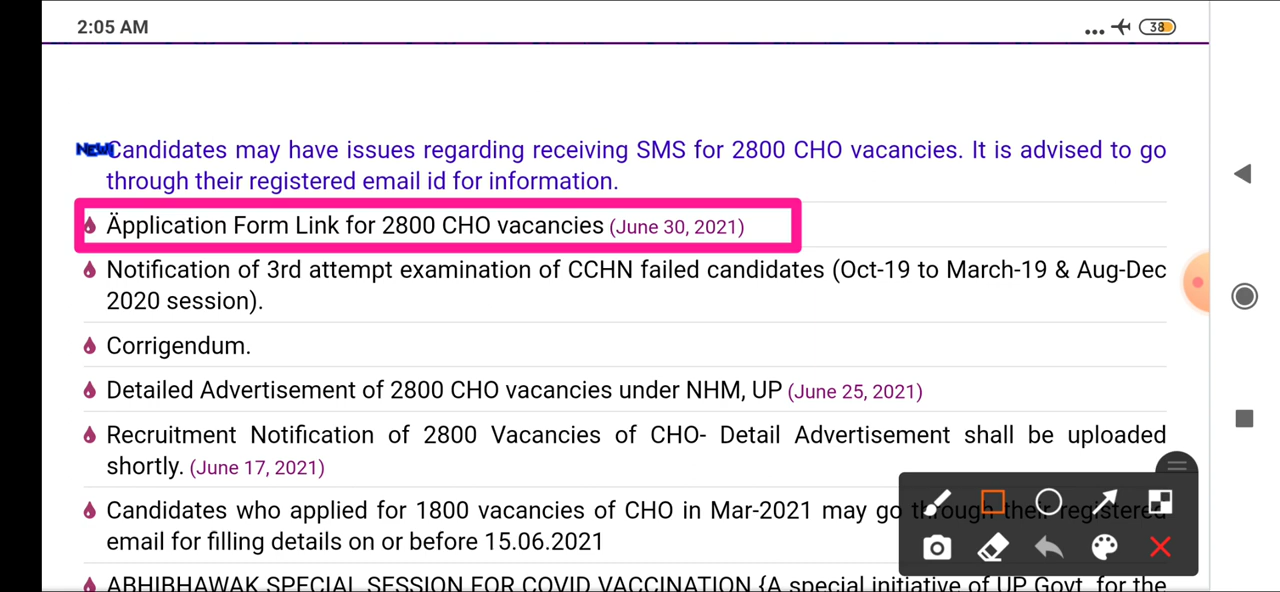 2:05 AM
38
NEW! Candidates may have issues regarding receiving SMS for 2800 CHO vacancies. It is advised to go
through their registered email id for information.
Äpplication Form Link for 2800 CHO vacancies (June 30, 2021)
Notification of 3rd attempt examination of CCHN failed candidates (Oct-19 to March-19 & Aug-Dec
2020 session).
Corrigendum.
Detailed Advertisement of 2800 CHO vacancies under NHM, UP (June 25, 2021)
Recruitment Notification of 2800 Vacancies of CHO- Detail Advertisement shall be uploaded
shortly. (June 17, 2021)
Candidates who applied for 1800 vacancies of CHO in Mar-2021 may go through their registered
email for filling details on or before 15.06.2021
ABHIBHAWAK SPECIAL SESSION FOR COVID VACCINATION {A special initiative of UP Govt. for the